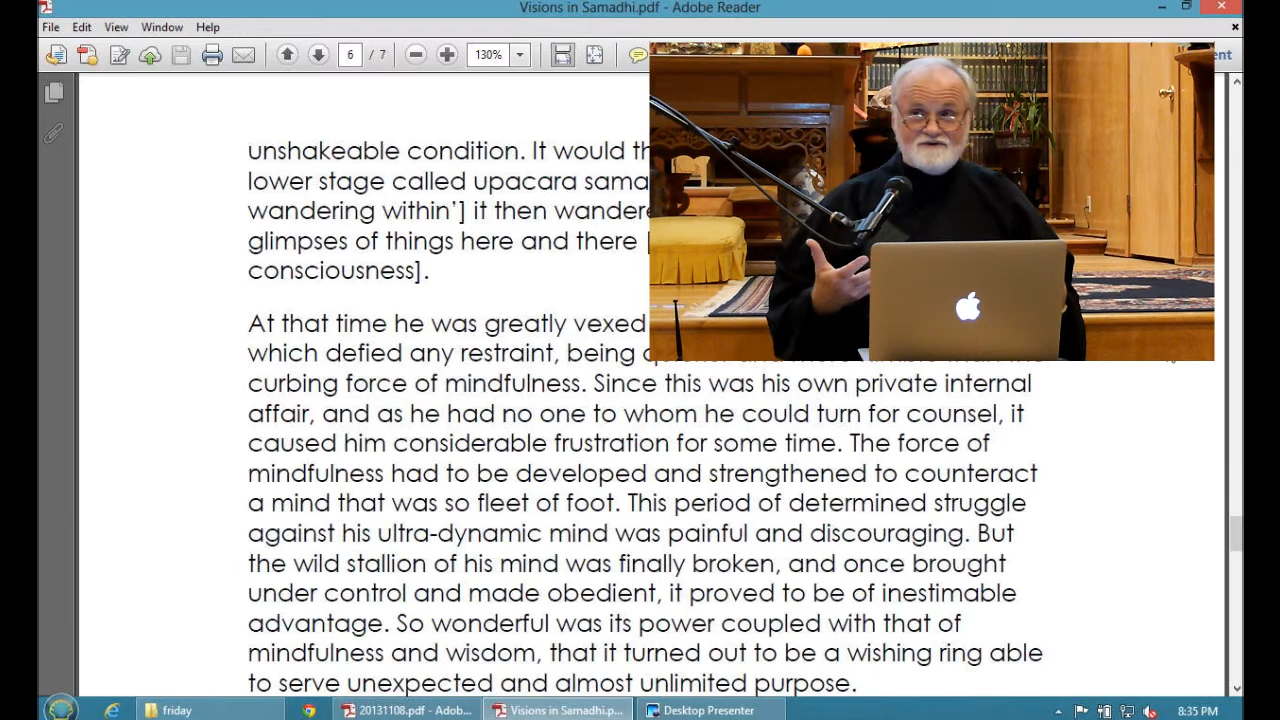 Visions in Samadhi.pdf - Adobe Reader
File Edit View Window Help
6 / 7 130% ent
unshakeable condition. It would th
lower stage called upacara sama
wandering within’] it then wandere
glimpses of things here and there [
consciousness].
At that time he was greatly vexed
which defied any restraint, being
curbing force of mindfulness. Since this was his own private internal
affair, and as he had no one to whom he could turn for counsel, it
caused him considerable frustration for some time. The force of
mindfulness had to be developed and strengthened to counteract
a mind that was so fleet of foot. This period of determined struggle
against his ultra-dynamic mind was painful and discouraging. But
the wild stallion of his mind was finally broken, and once brought
under control and made obedient, it proved to be of inestimable
advantage. So wonderful was its power coupled with that of
mindfulness and wisdom, that it turned out to be a wishing ring able
to serve unexpected and almost unlimited purpose.
friday 20131108.pdf - Adob... Visions in Samadhi.p... Desktop Presenter 8:35 PM